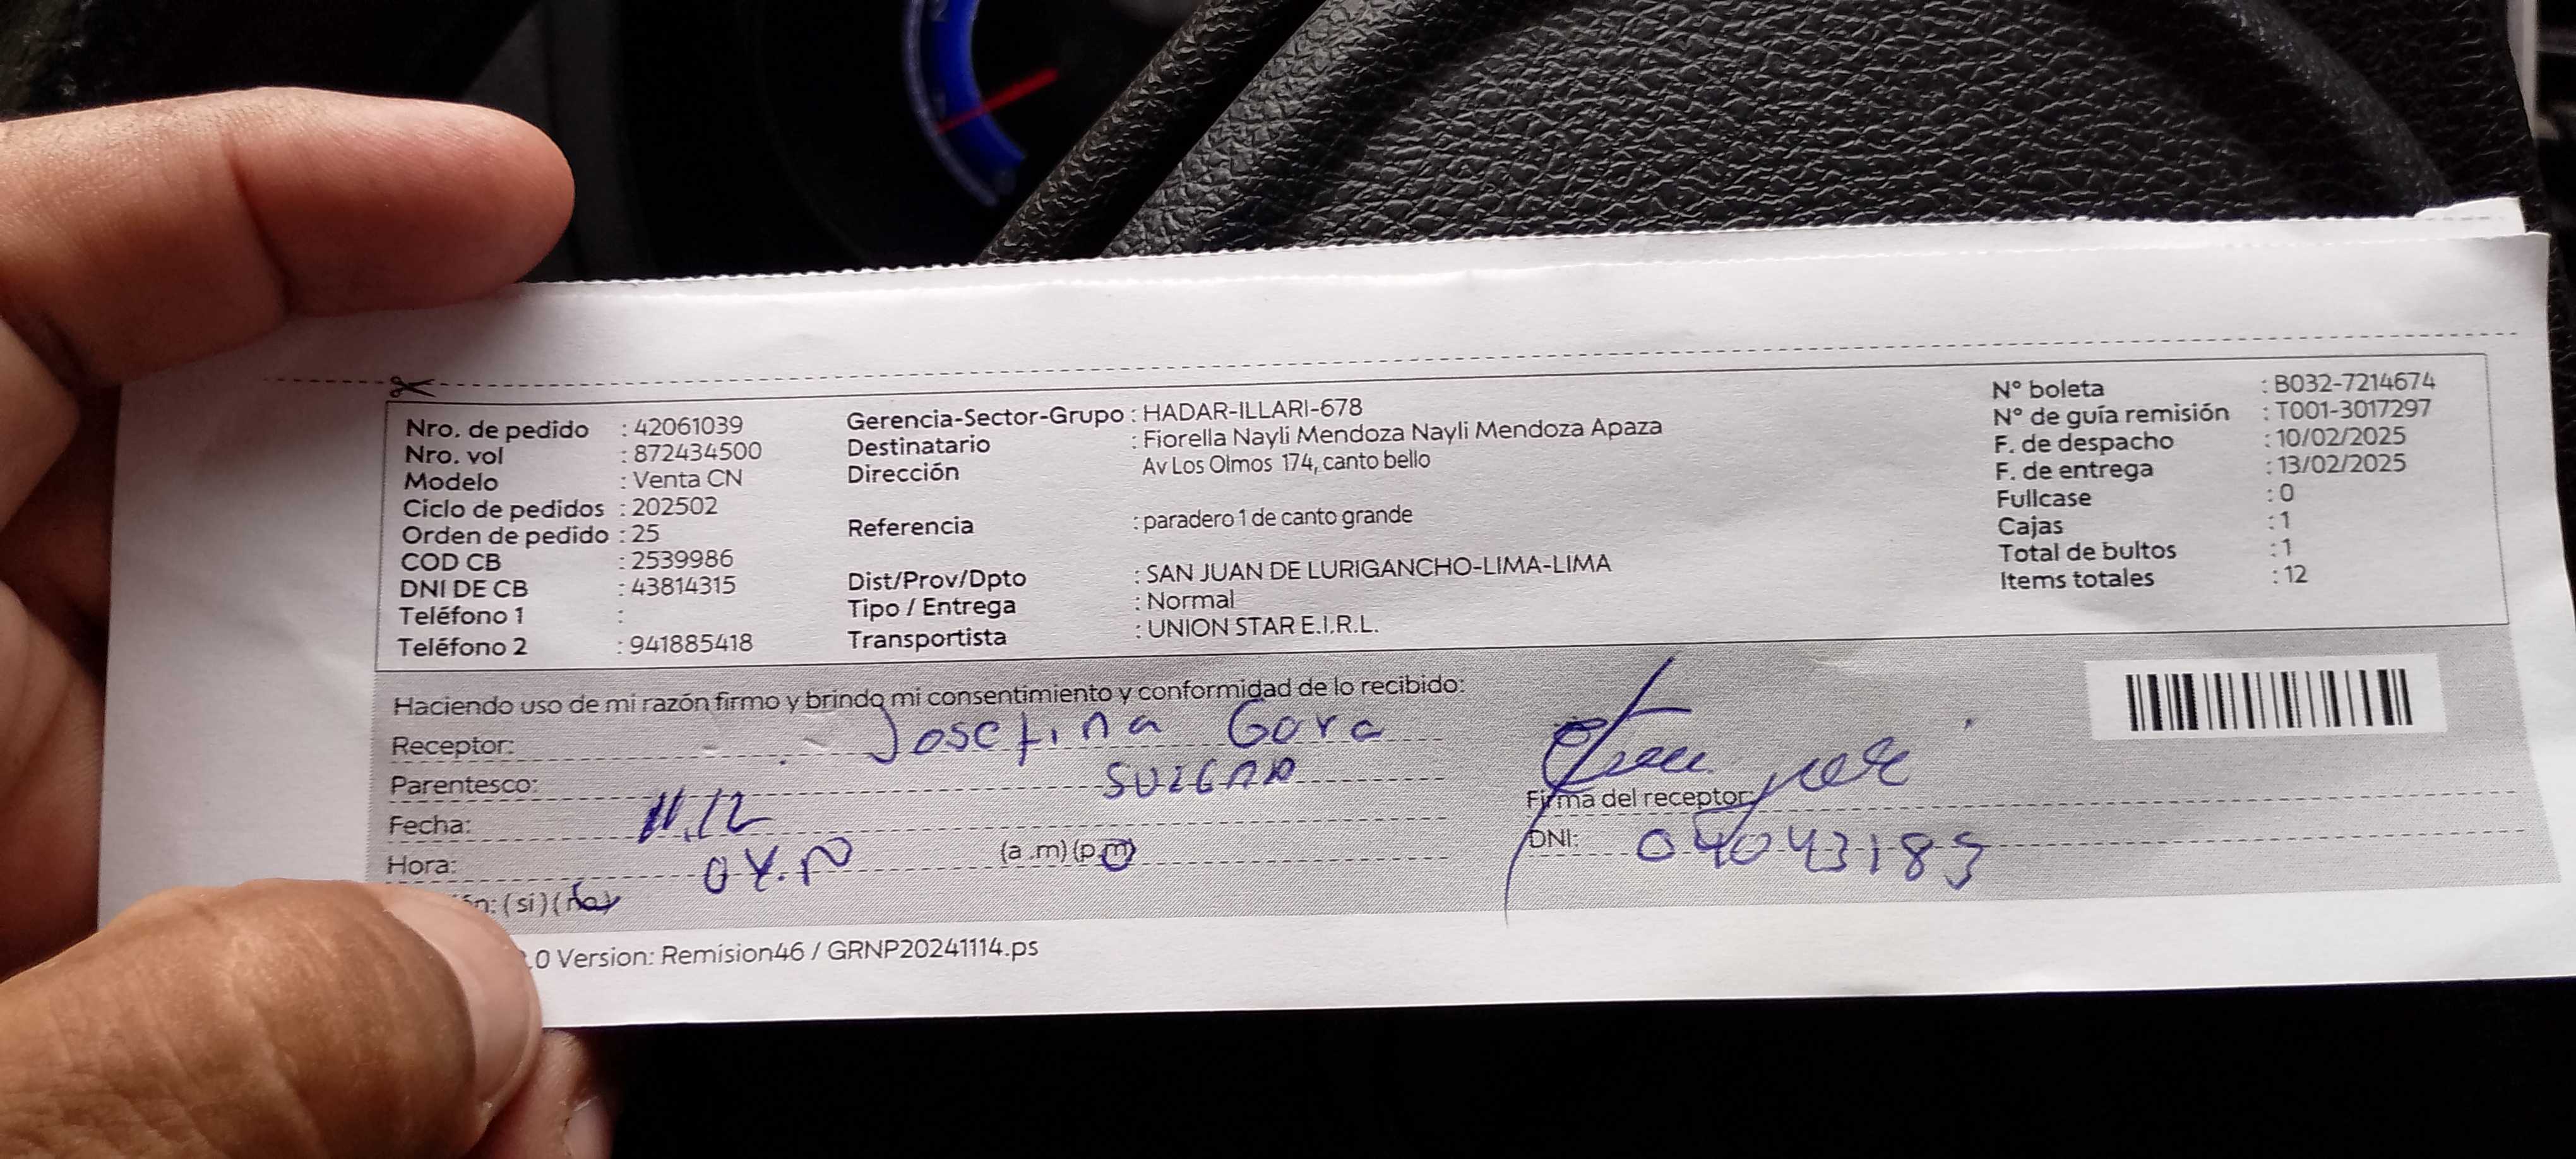 Nro. de pedido : 42061039
Nro. vol : 872434500
Modelo : Venta CN
Ciclo de pedidos : 202502
Orden de pedido : 25
COD CB : 2539986
DNI DE CB : 43814315
Teléfono 1 :
Teléfono 2 : 941885418
Gerencia-Sector-Grupo : HADAR-ILLARI-678
Destinatario : Fiorella Nayli Mendoza Nayli Mendoza Apaza
Dirección Av Los Olmos 174, canto bello
Referencia : paradero 1 de canto grande
Dist/Prov/Dpto : SAN JUAN DE LURIGANCHO-LIMA-LIMA
Tipo / Entrega : Normal
Transportista : UNION STAR E.I.R.L.
N° boleta : B032-7214674
N° de guía remisión : T001-3017297
F. de despacho : 10/02/2025
F. de entrega : 13/02/2025
Fullcase : 0
Cajas : 1
Total de bultos : 1
Items totales : 12
Haciendo uso de mi razón firmo y brindo mi consentimiento y conformidad de lo recibido:
Receptor: Josefina
Parentesco:
Fecha: 11.12
Hora: (a.m) (p.m)
(si) (no)
Firma del receptor:
DNI: 04043183
.0 Version: Remision46 / GRNP20241114.ps